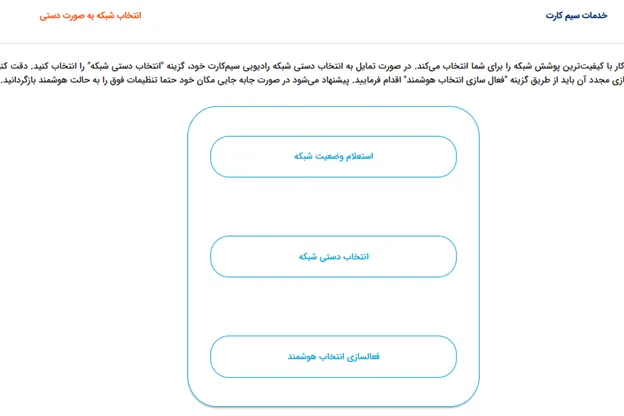 خدمات سیم کارت
انتخاب شبکه به صورت دستی
کار با کیفیت‌ترین پوشش شبکه را برای شما انتخاب می‌کند. در صورت تمایل به انتخاب دستی شبکه رادیویی سیم‌کارت خود، گزینه "انتخاب دستی شبکه" را انتخاب کنید. دقت
مجدد آن باید از طریق گزینه "فعال سازی انتخاب هوشمند" اقدام فرمایید. پیشنهاد می‌شود در صورت جابه جایی مکان خود حتما تنظیمات فوق را به حالت هوشمند بازگردانید.
استعلام وضعیت شبکه
انتخاب دستی شبکه
فعالسازی انتخاب هوشمند